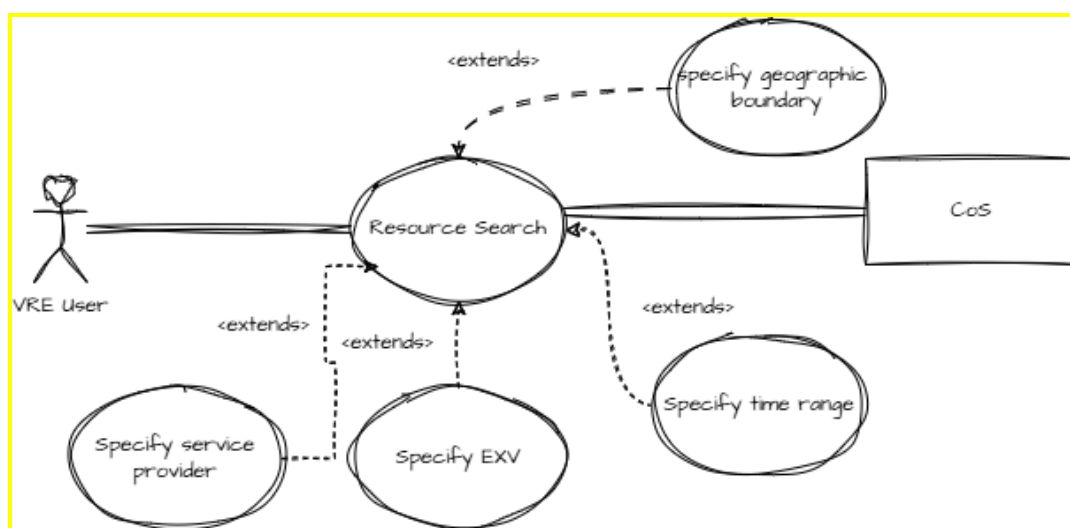 <extends>
specify geographic
boundary
CoS
Resource Search
VRE User
<extends>
<extends>
<extends>
Specify time range
Specify service
provider
Specify EXV